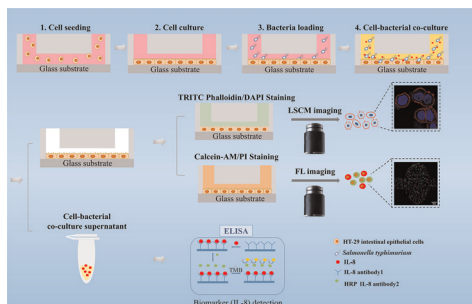 1. Cell seeding
2. Cell culture
3. Bacteria loading
4. Cell-bacterial co-culture
Glass substrate
Glass substrate
Glass substrate
Glass substrate
TRITC Phalloidin/DAPI Staining
LSCM imaging
Glass substrate
Glass substrate
Calcein-AM/PI Staining
FL imaging
Glass substrate
Cell-bacterial
co-culture supernatant
ELISA
TMB
HT-29 intestinal epithelial cells
Salmonella typhimurium
IL-8
IL-8 antibody1
HRP IL-8 antibody2
Biomarker (IL-8) detection